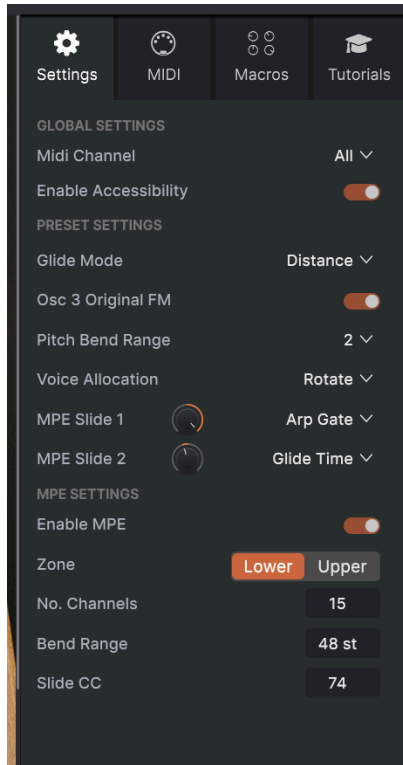 Settings MIDI Macros Tutorials
GLOBAL SETTINGS
Midi Channel All
Enable Accessibility
PRESET SETTINGS
Glide Mode Distance
Osc 3 Original FM
Pitch Bend Range 2
Voice Allocation Rotate
MPE Slide 1 Arp Gate
MPE Slide 2 Glide Time
MPE SETTINGS
Enable MPE
Zone Lower Upper
No. Channels 15
Bend Range 48 st
Slide CC 74